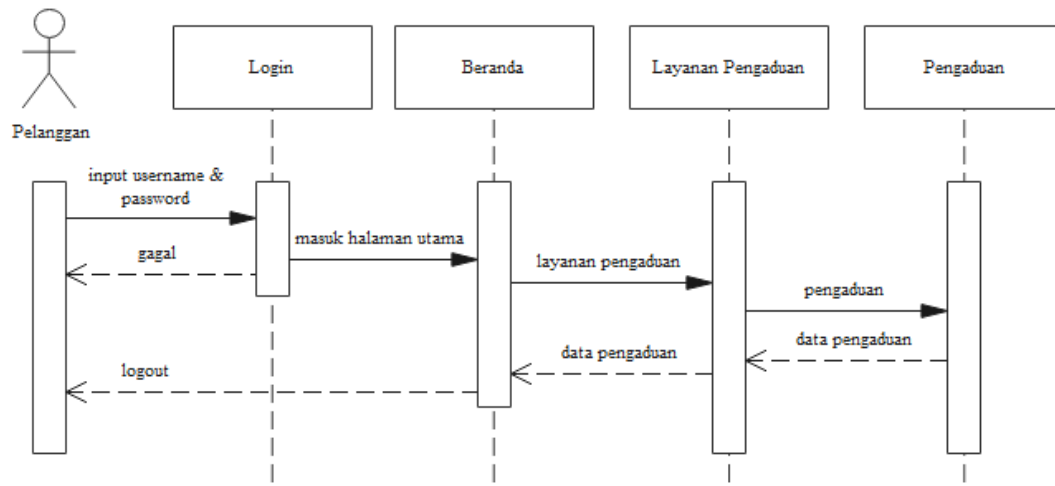 Login
Beranda
Layanan Pengaduan
Pengaduan
Pelanggan
input username &
password
masuk halaman utama
gagal
layanan pengaduan
pengaduan
data pengaduan
data pengaduan
logout